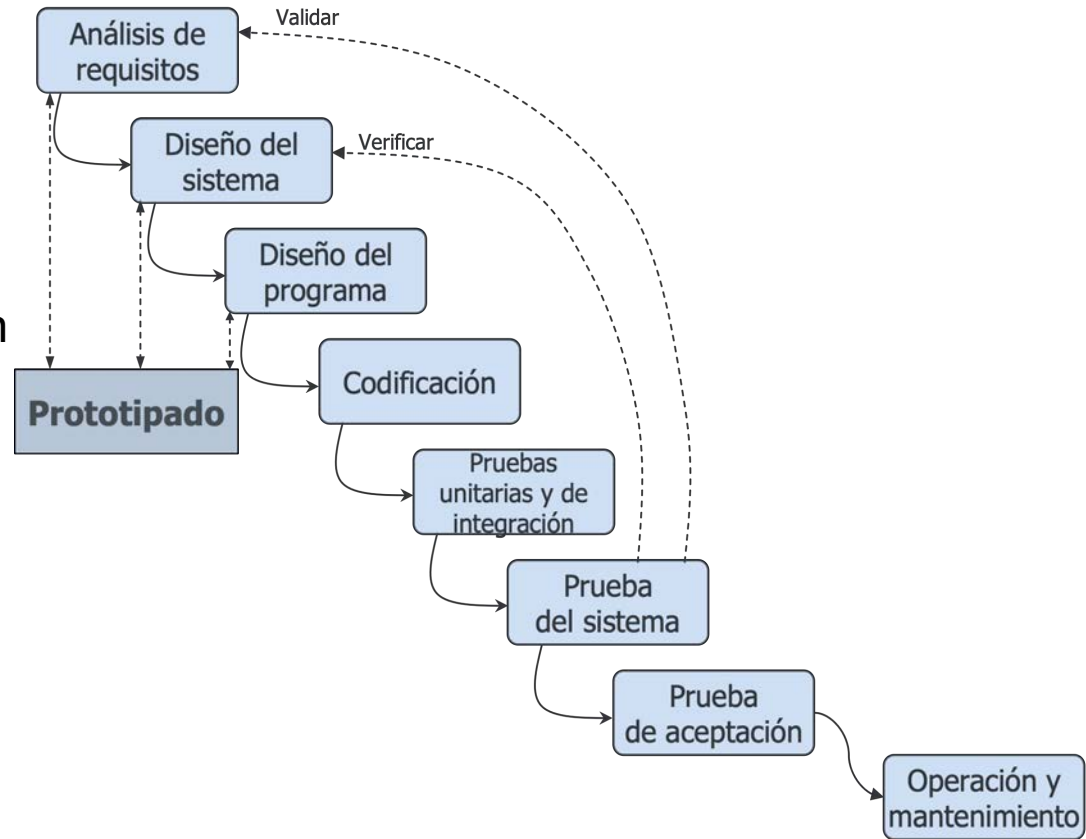 Validar
Análisis de
requisitos
Verificar
Diseño del
sistema
Diseño del
programa
n
Prototipado
Codificación
Pruebas
unitarias y de
integración
Prueba
del sistema
Prueba
de aceptación
Operación y
mantenimiento